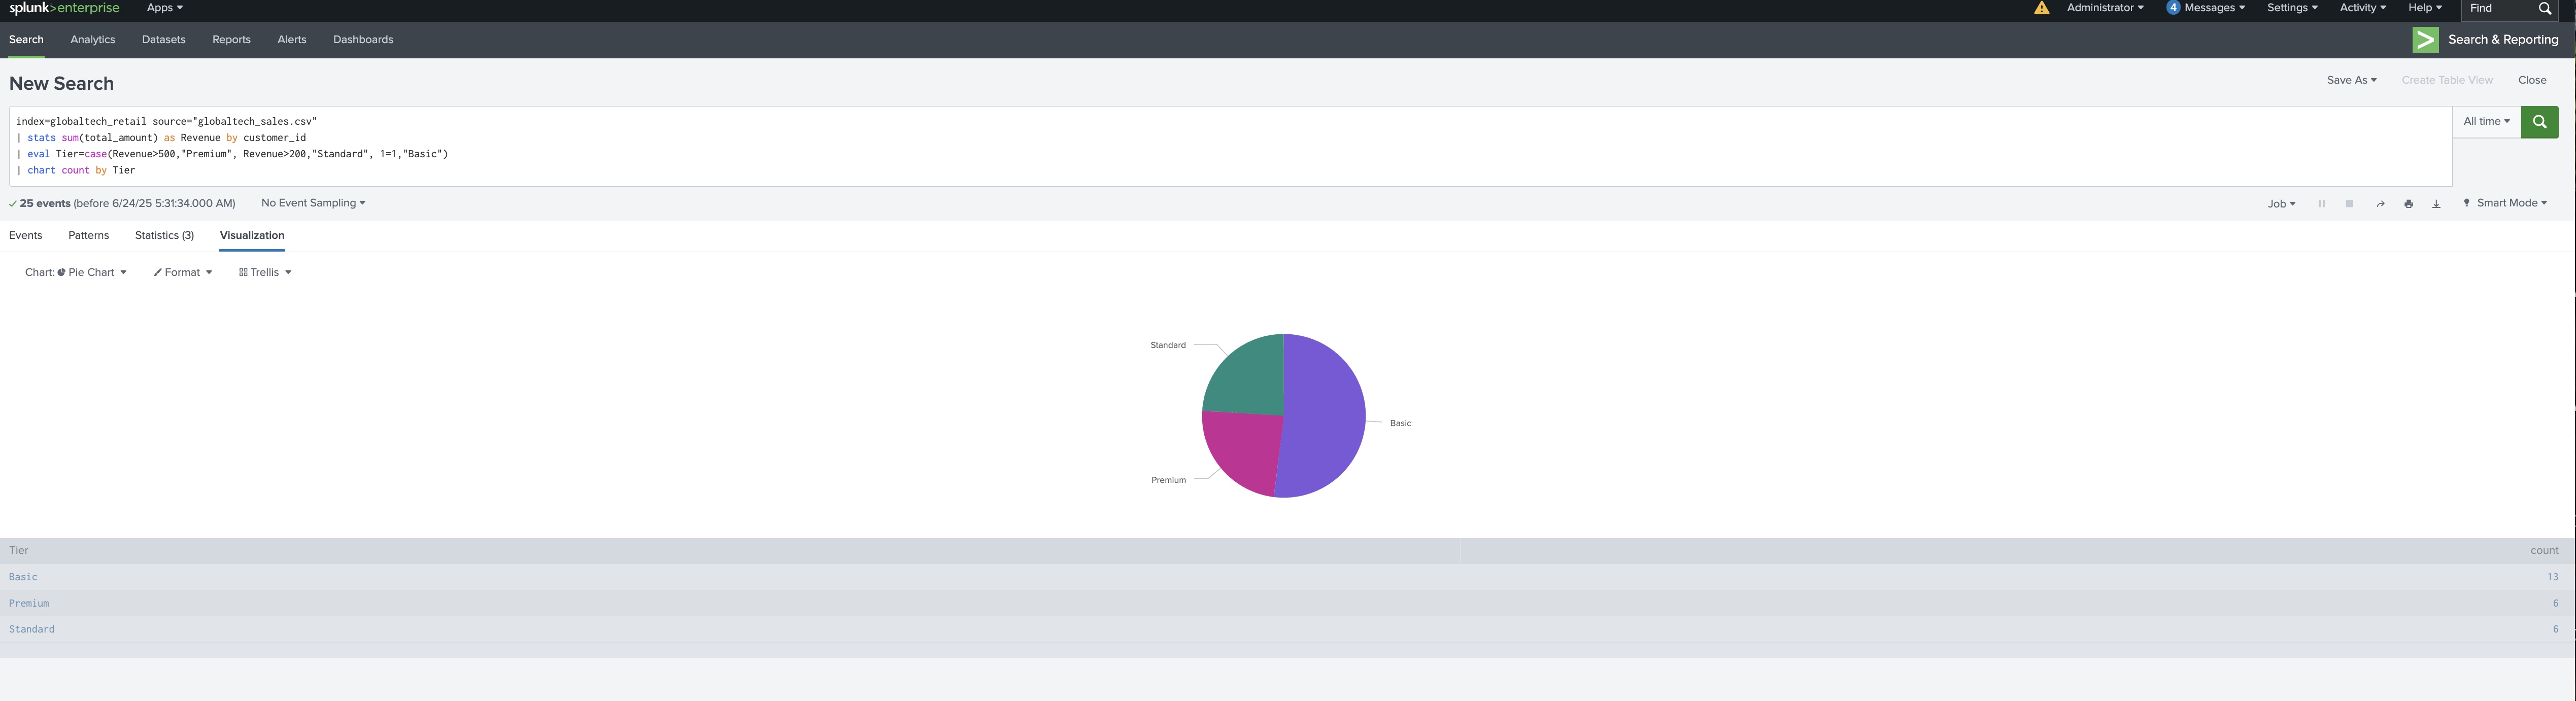 splunk>enterprise Apps Administrator 4 Messages Settings Activity Help Find
Search Analytics Datasets Reports Alerts Dashboards Search & Reporting
New Search Save As Create Table View Close
index=globaltech_retail source="globaltech_sales.csv" All time
| stats sum(total_amount) as Revenue by customer_id
| eval Tier=case(Revenue>500,"Premium", Revenue>200,"Standard", 1=1,"Basic")
| chart count by Tier
25 events (before 6/24/25 5:31:34.000 AM) No Event Sampling Job Smart Mode
Events Patterns Statistics (3) Visualization
Chart: Pie Chart Format Trellis
Standard
Basic
Premium
Tier count
Basic 13
Premium 6
Standard 6